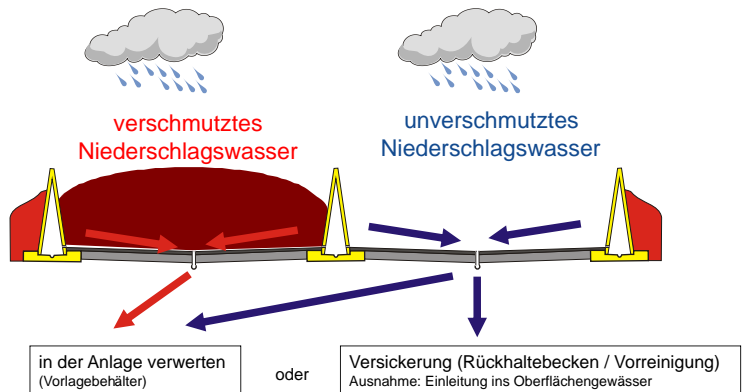 verschmutztes
Niederschlagswasser
unverschmutztes
Niederschlagswasser
in der Anlage verwerten
(Vorlagebehälter)
oder
Versickerung (Rückhaltebecken / Vorreinigung)
Ausnahme: Einleitung ins Oberflächengewässer